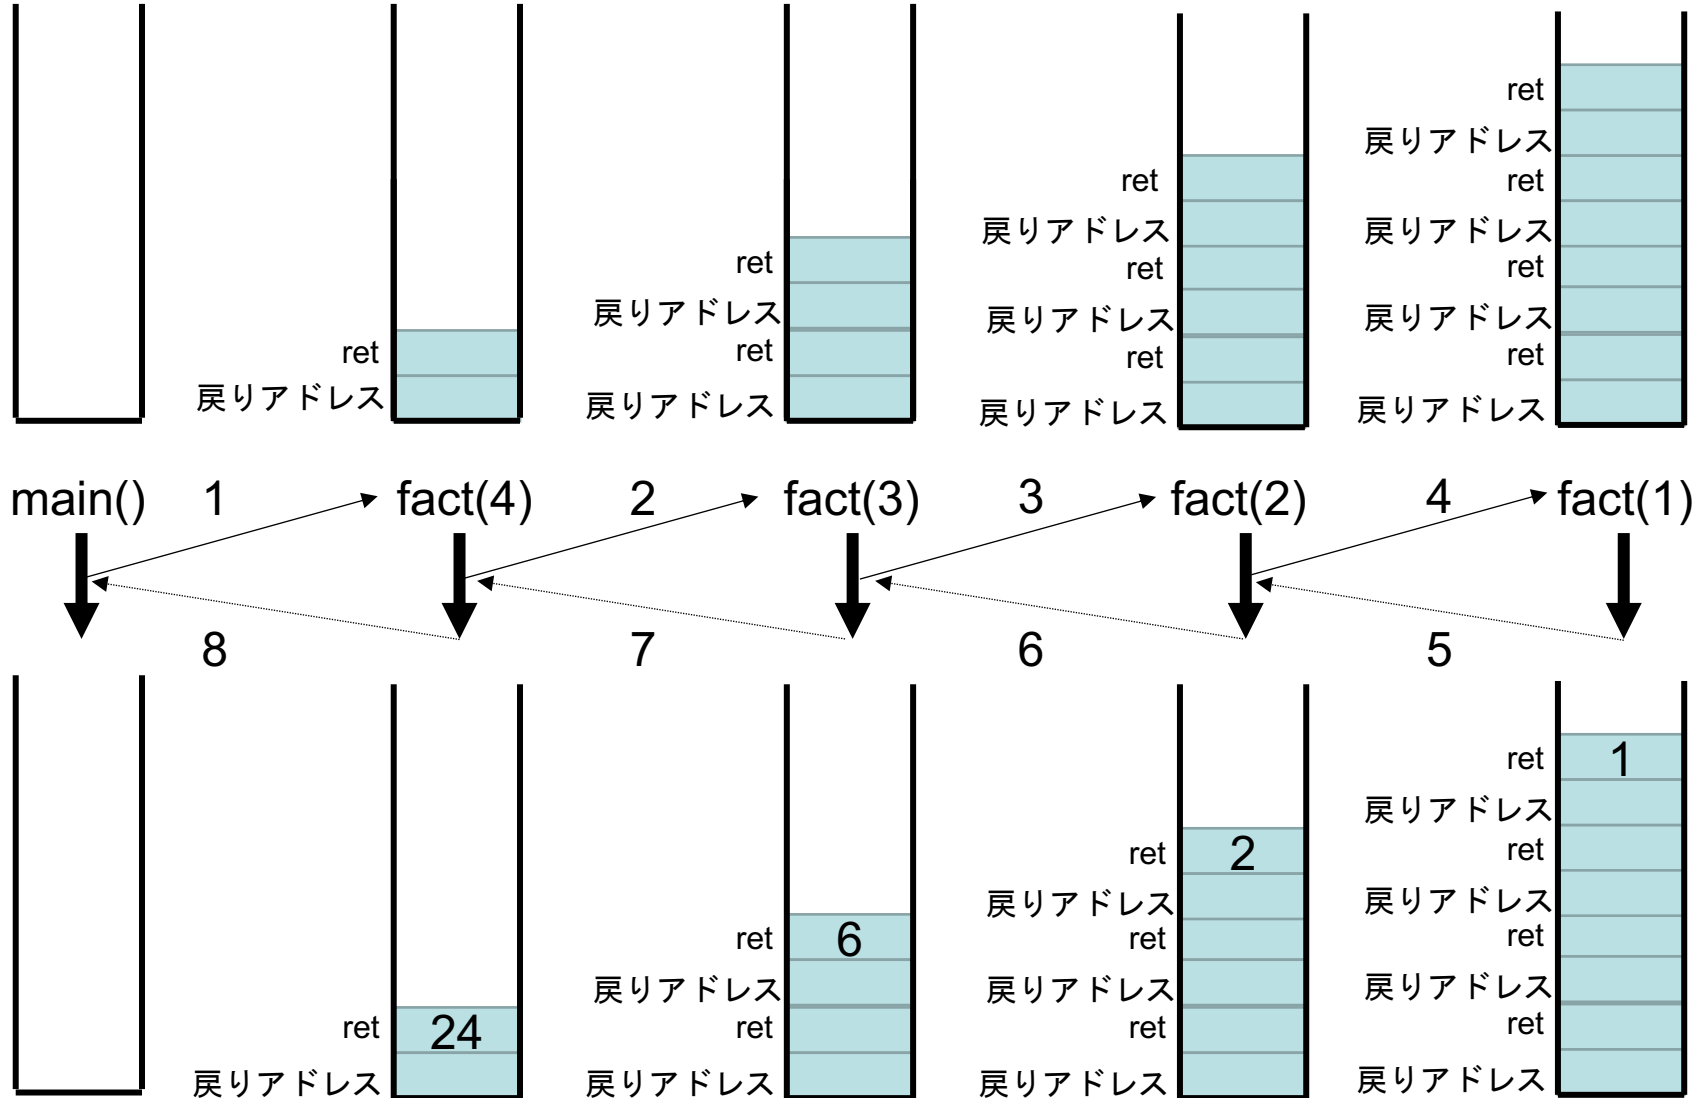 ret
戻りアドレス
ret
戻りアドレス
ret
戻りアドレス
ret
戻りアドレス
ret
戻りアドレス
ret
戻りアドレス
ret
戻りアドレス
ret
戻りアドレス
ret
戻りアドレス
ret
戻りアドレス
main() 1 fact(4) 2 fact(3) 3 fact(2) 4 fact(1)
8 7 6 5
ret 24
戻りアドレス
ret 6
戻りアドレス
ret
戻りアドレス
ret 2
戻りアドレス
ret
戻りアドレス
ret
戻りアドレス
ret 1
戻りアドレス
ret
戻りアドレス
ret
戻りアドレス
ret
戻りアドレス